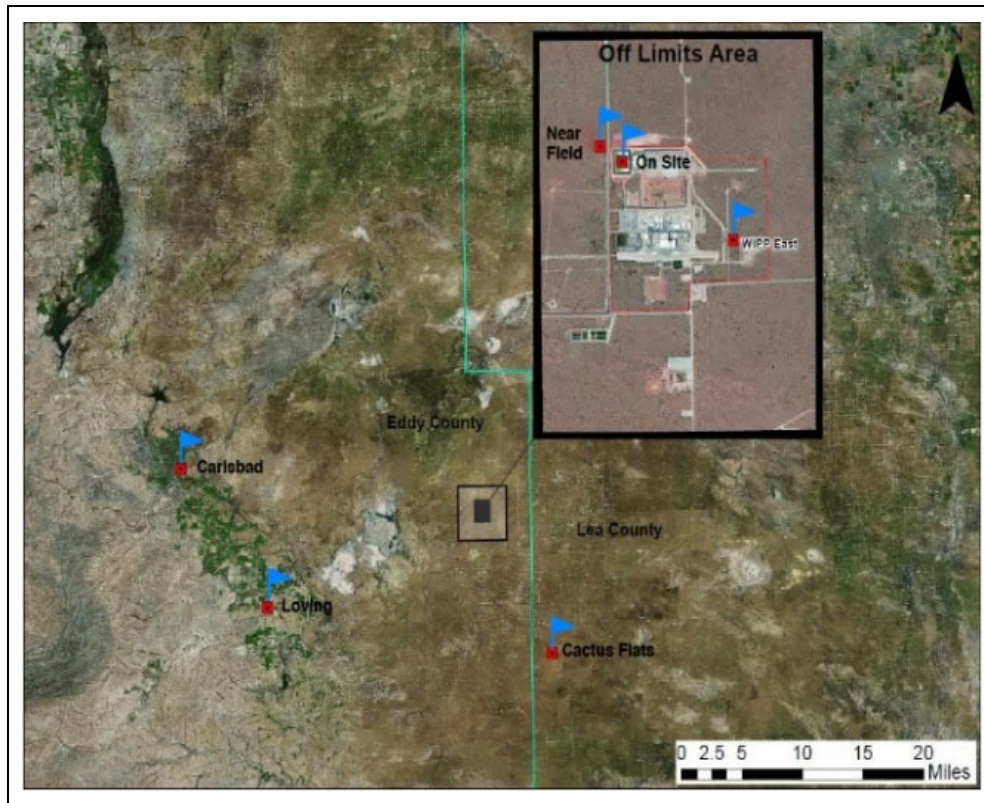 Off Limits Area
Near
Field
On Site
WIPP East
Eddy County
Carlsbad
Lea County
Loving
Cactus Flats
0 2.5 5 10 15 20
Miles